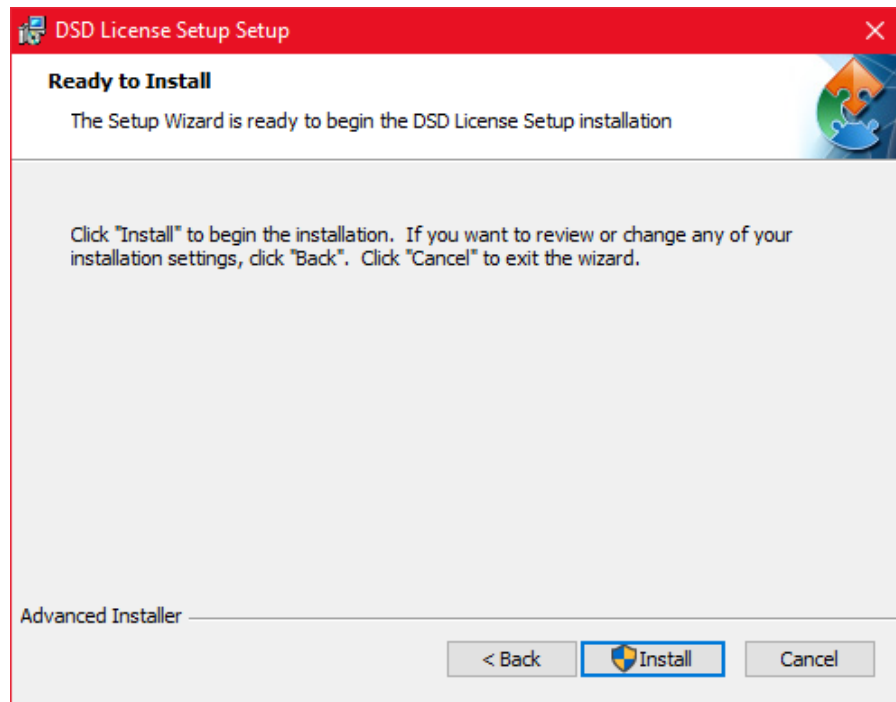 DSD License Setup Setup
Ready to Install
The Setup Wizard is ready to begin the DSD License Setup installation
Click "Install" to begin the installation.  If you want to review or change any of your
installation settings, click "Back".  Click "Cancel" to exit the wizard.
Advanced Installer
< Back
Install
Cancel